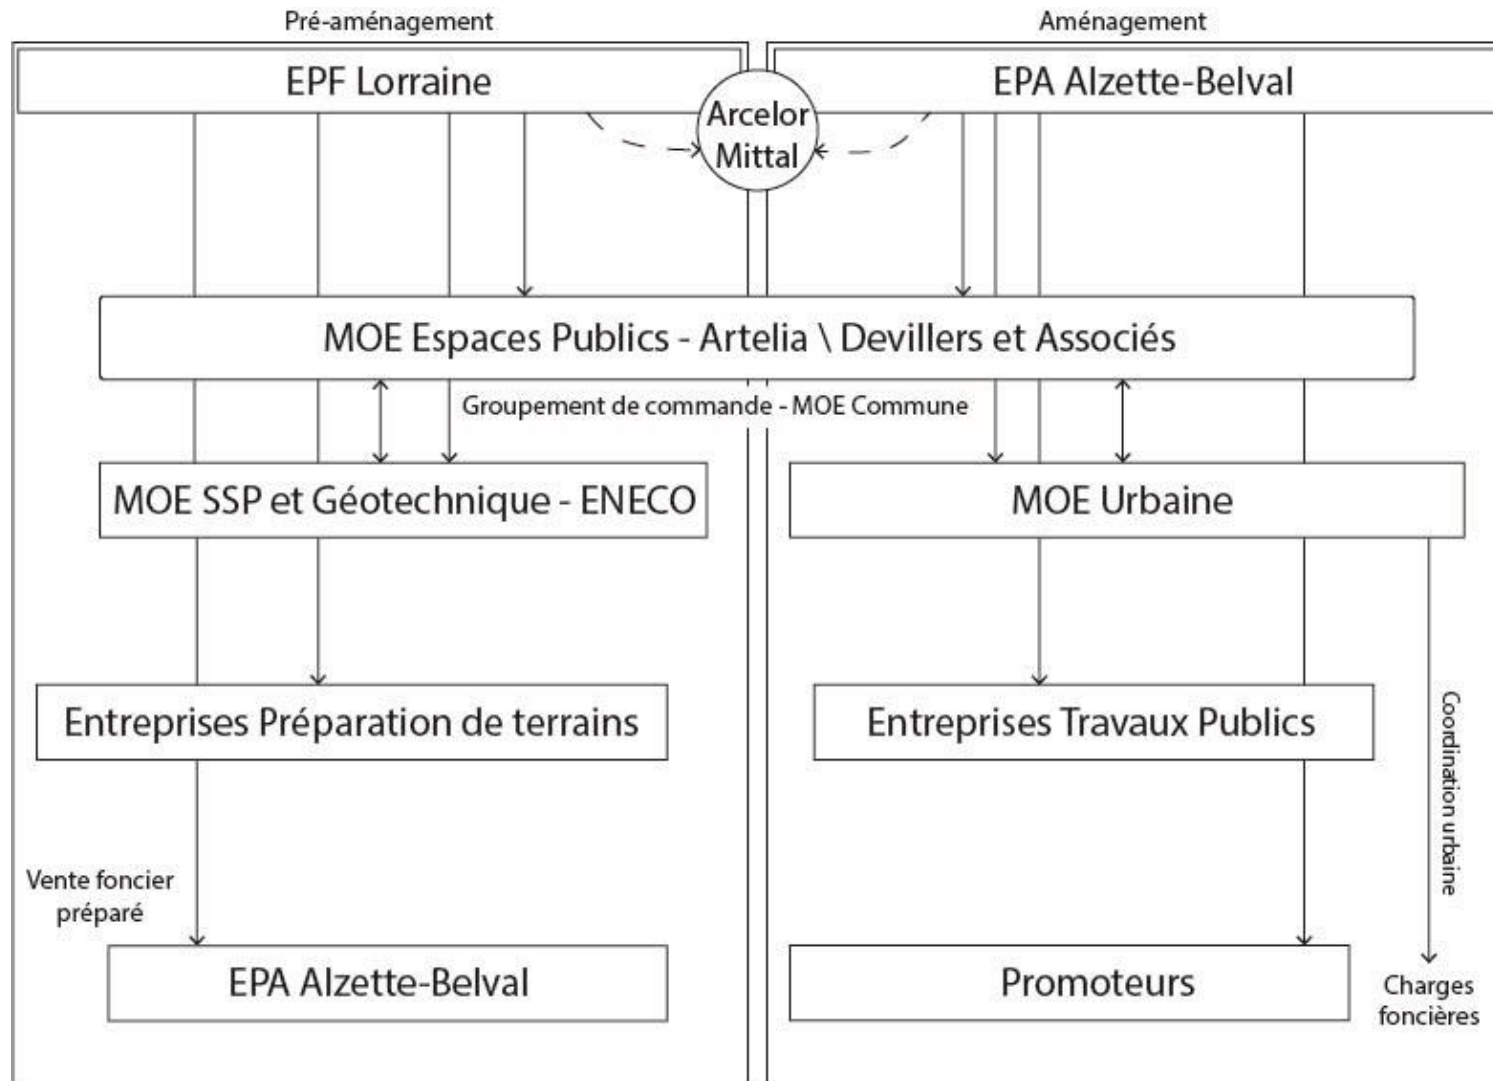 Pré-aménagement
Aménagement
EPF Lorraine
EPA Alzette-Belval
Arcelor
Mittal
MOE Espaces Publics - Artelia \ Devillers et Associés
Groupement de commande - MOE Commune
MOE SSP et Géotechnique - ENECO
MOE Urbaine
Entreprises Préparation de terrains
Entreprises Travaux Publics
Coordination urbaine
Vente foncier
préparé
EPA Alzette-Belval
Promoteurs
Charges
foncières